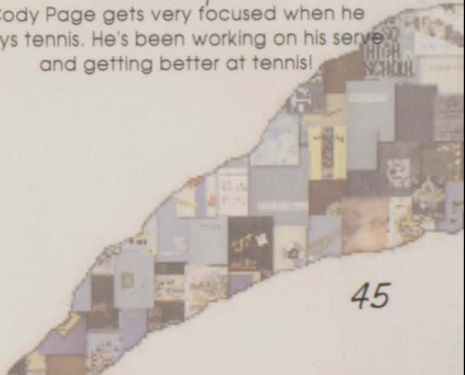 Cody Page gets very focused when he
ys tennis. He's been working on his serve
and getting better at tennis!
HIGH
SCHOOL
45